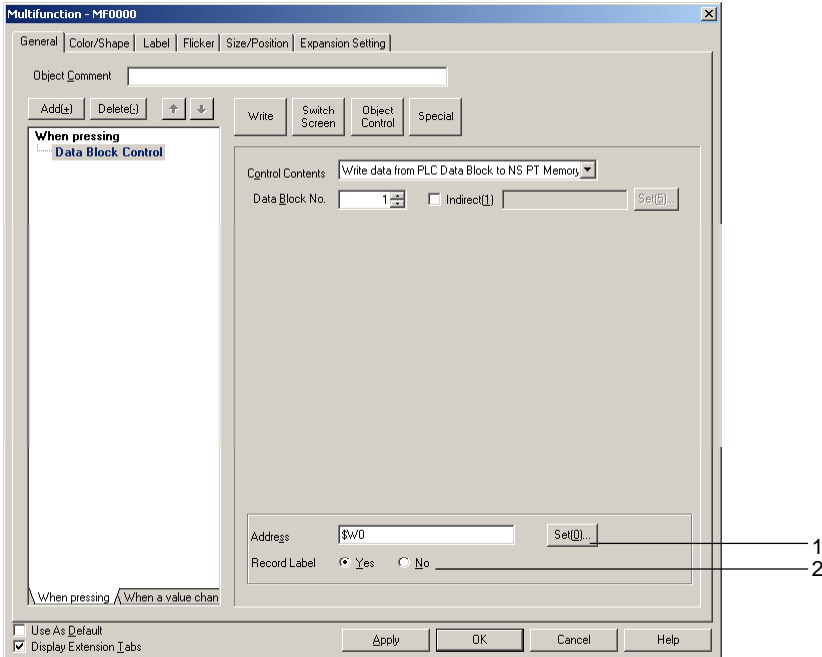 Multifunction - MF0000
General Color/Shape Label Flicker Size/Position Expansion Setting
Object Comment
Add(+) Delete(-) Write Switch Screen Object Control Special
When pressing
Data Block Control
Control Contents Write data from PLC Data Block to NS PT Memory
Data Block No. 1 Indirect(1) Set(5)...
Address $W0 Set(0)... 1
Record Label Yes No 2
When pressing When a value chan
Use As Default
Display Extension Tabs Apply OK Cancel Help